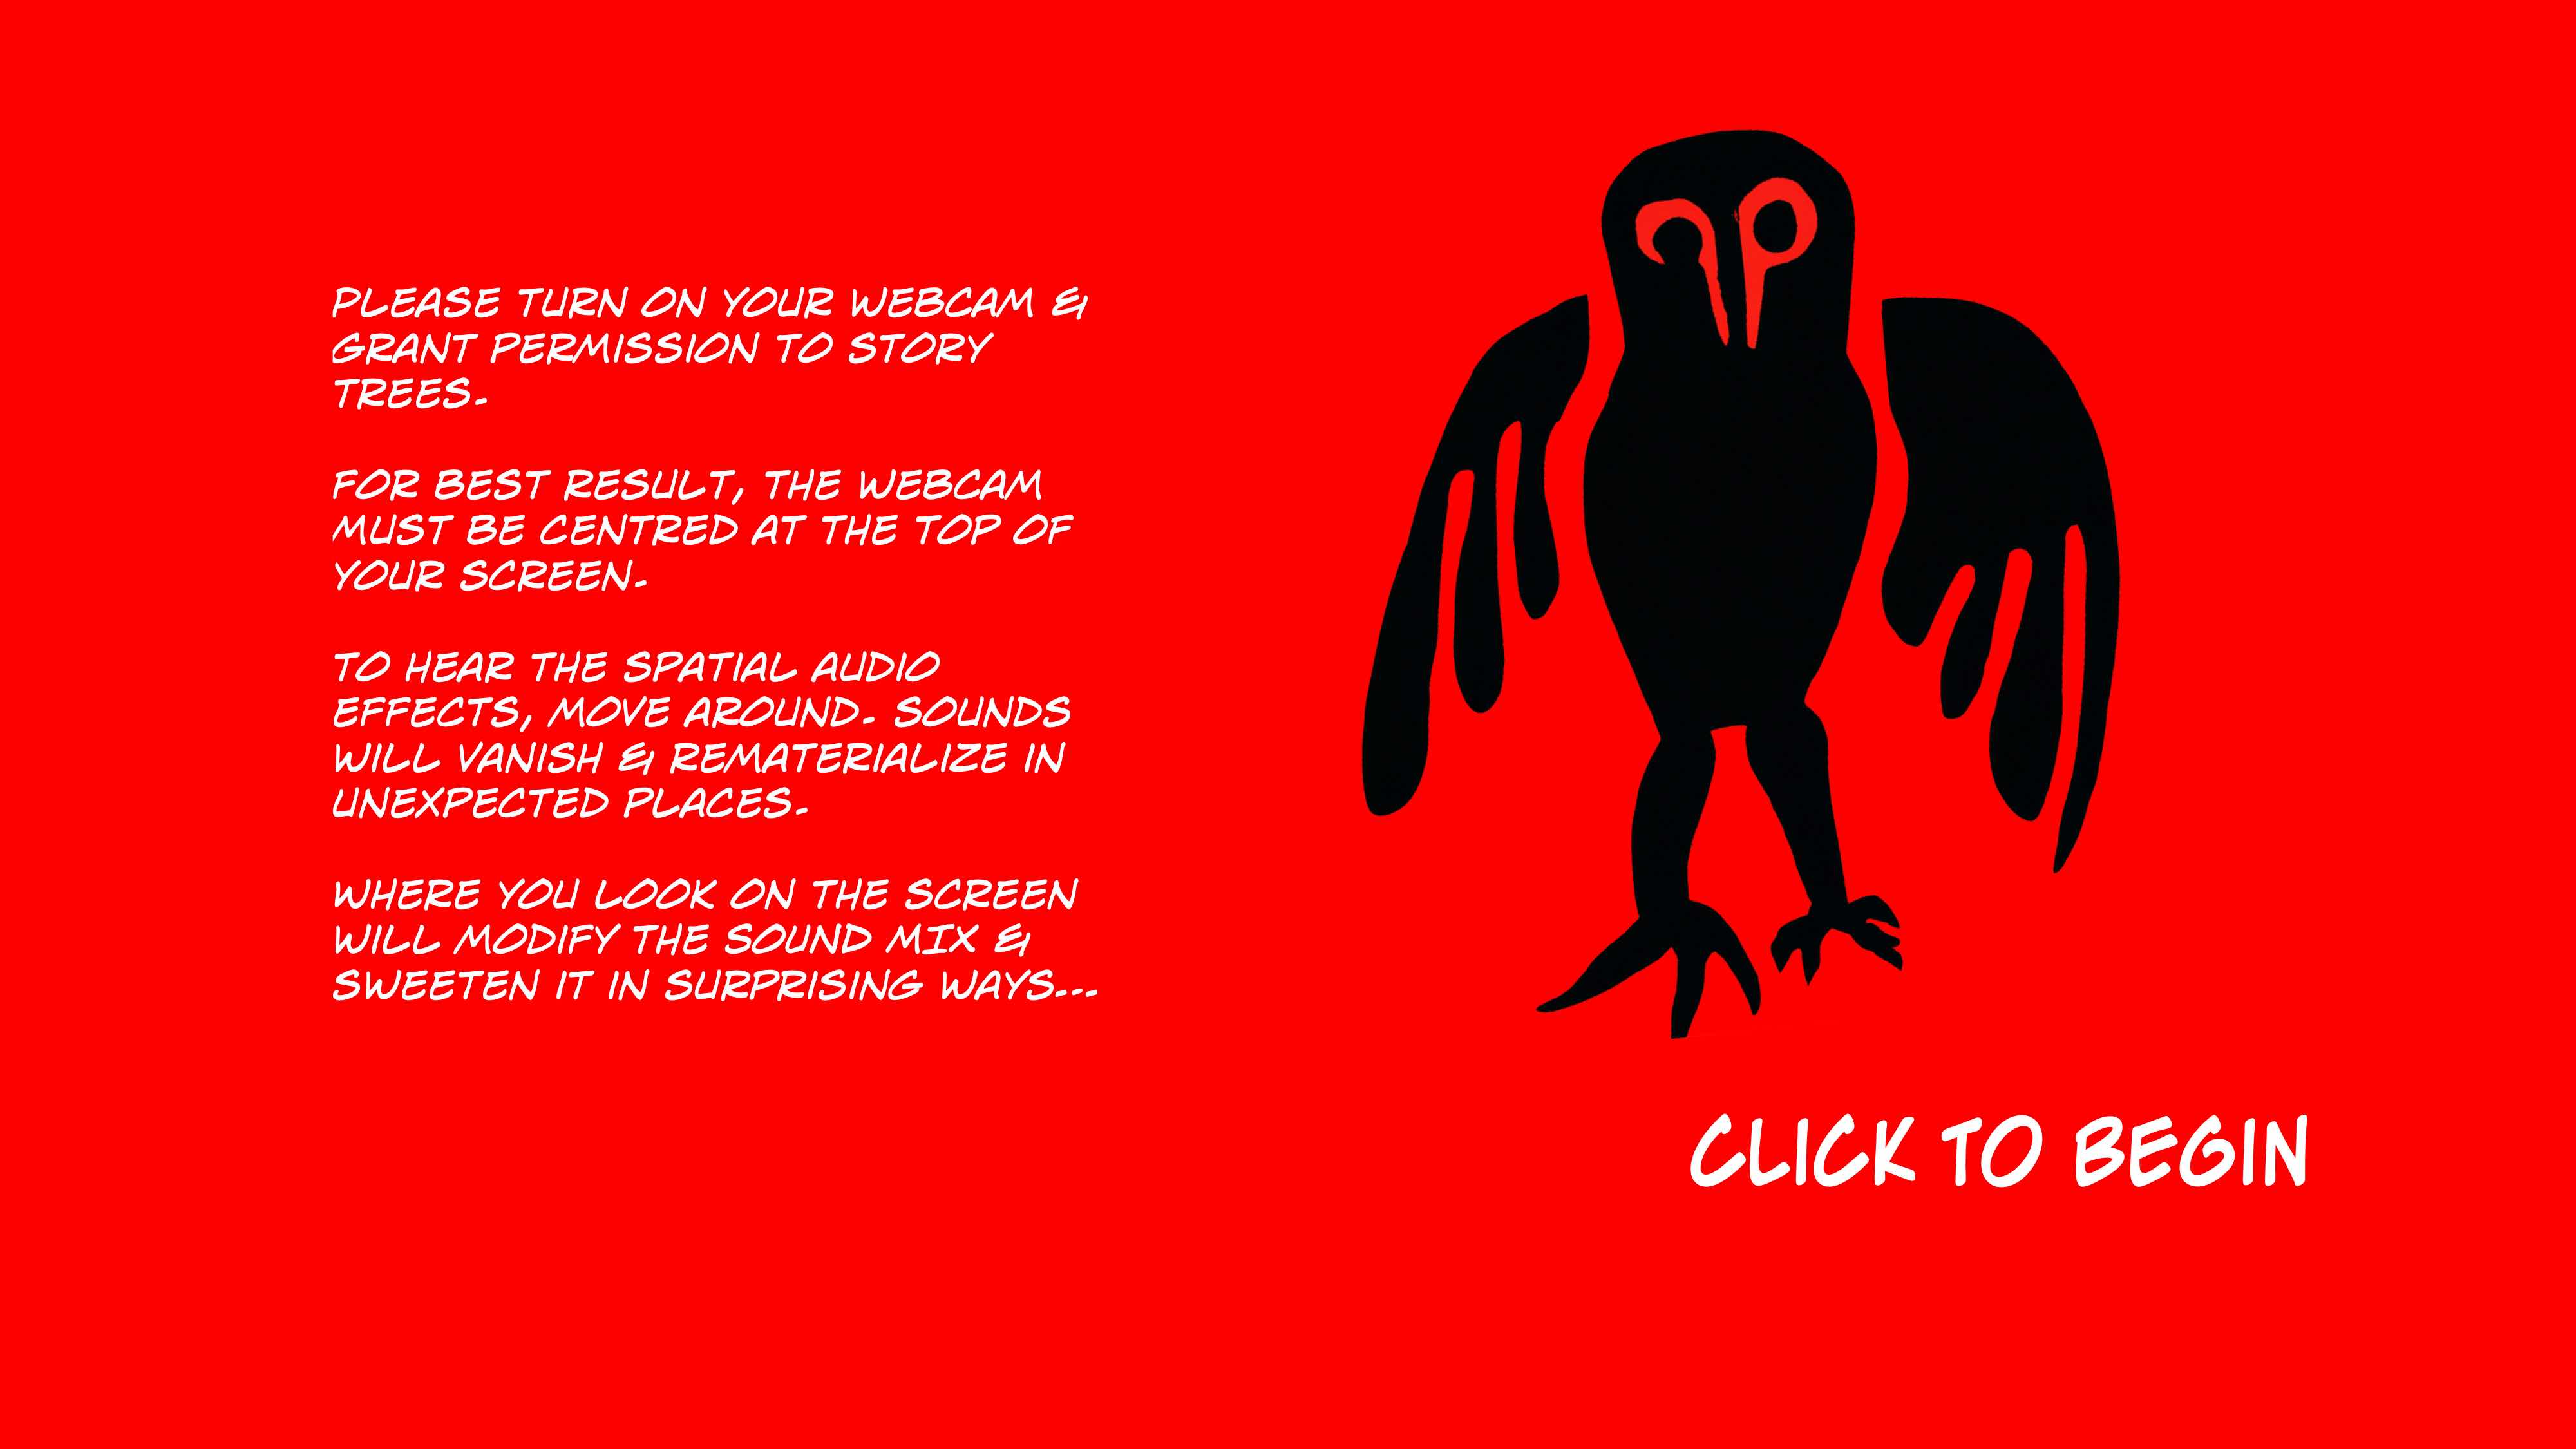 PLEASE TURN ON YOUR WEBCAM &
GRANT PERMISSION TO STORY
TREES.
FOR BEST RESULT, THE WEBCAM
MUST BE CENTRED AT THE TOP OF
YOUR SCREEN.
TO HEAR THE SPATIAL AUDIO
EFFECTS, MOVE AROUND. SOUNDS
WILL VANISH & REMATERIALIZE IN
UNEXPECTED PLACES.
WHERE YOU LOOK ON THE SCREEN
WILL MODIFY THE SOUND MIX &
SWEETEN IT IN SURPRISING WAYS...
CLICK TO BEGIN